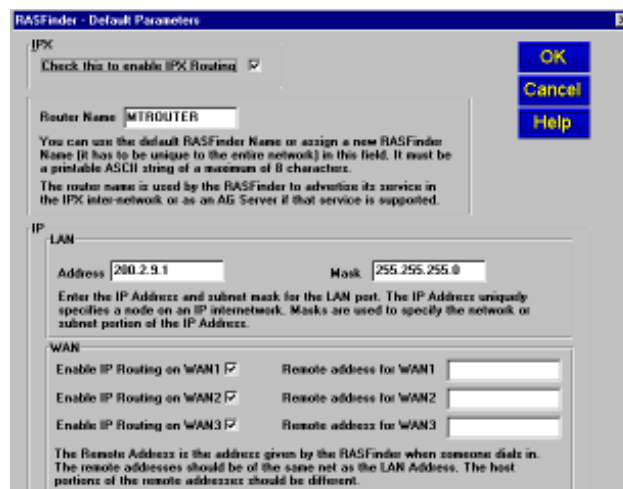 RASFinder - Default Parameters
IPX
Check this to enable IPX Routing
OK
Cancel
Help
Router Name MTROUTER
You can use the default RASFinder Name or assign a new RASFinder
Name (it has to be unique to the entire network) in this field. It must be
a printable ASCII string of a maximum of 8 characters.
The router name is used by the RASFinder to advertise its service in
the IPX inter-network or as an AG Server if that service is supported.
IP
LAN
Address 200.2.9.1 Mask 255.255.255.0
Enter the IP Address and subnet mask for the LAN port. The IP Address uniquely
specifies a node on an IP internetwork. Masks are used to specify the network or
subnet portion of the IP Address.
WAN
Enable IP Routing on WAN1 Remote address for WAN1
Enable IP Routing on WAN2 Remote address for WAN2
Enable IP Routing on WAN3 Remote address for WAN3
The Remote Address is the address given by the RASFinder when someone dials in.
The remote addresses should be of the same net as the LAN Address. The host
portions of the remote addresses should be different.